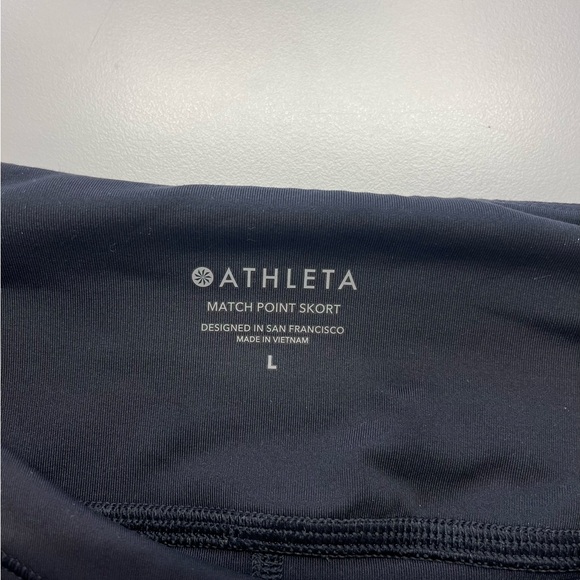 ATHLETA
MATCH POINT SKORT
DESIGNED IN SAN FRANCISCO
MADE IN VIETNAM
L